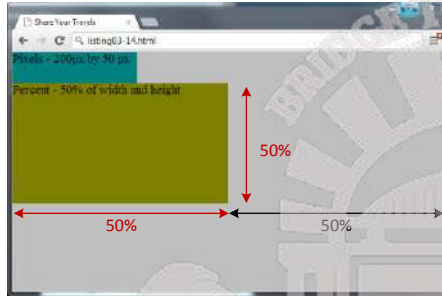 Share Your Travels
listing03-14.html
Pixels - 200px by 50 px
Percent - 50% of width and height
50%
50%
50%
BRIDGE